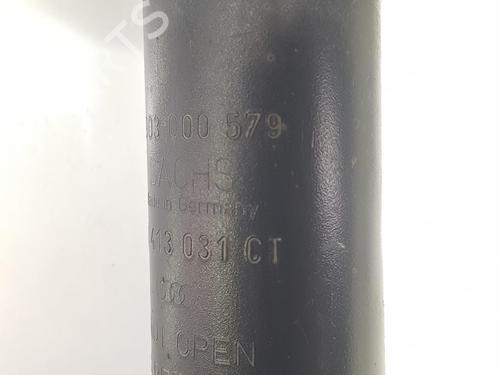 03 000 579
SACHS
Made in Germany
413 031 CT
OPEN